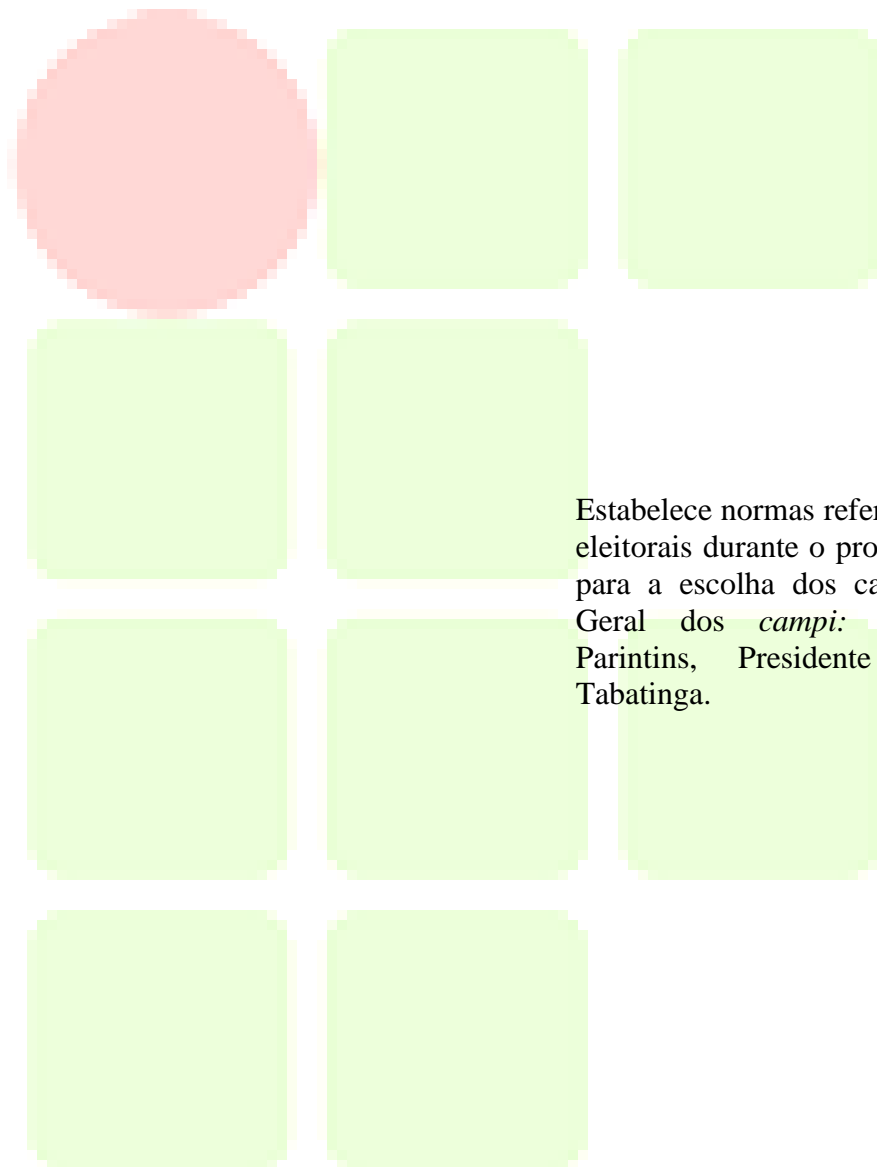 Estabelece normas refer
eleitorais durante o pro
para a escolha dos ca
Geral dos campi:
Parintins, Presidente
Tabatinga.